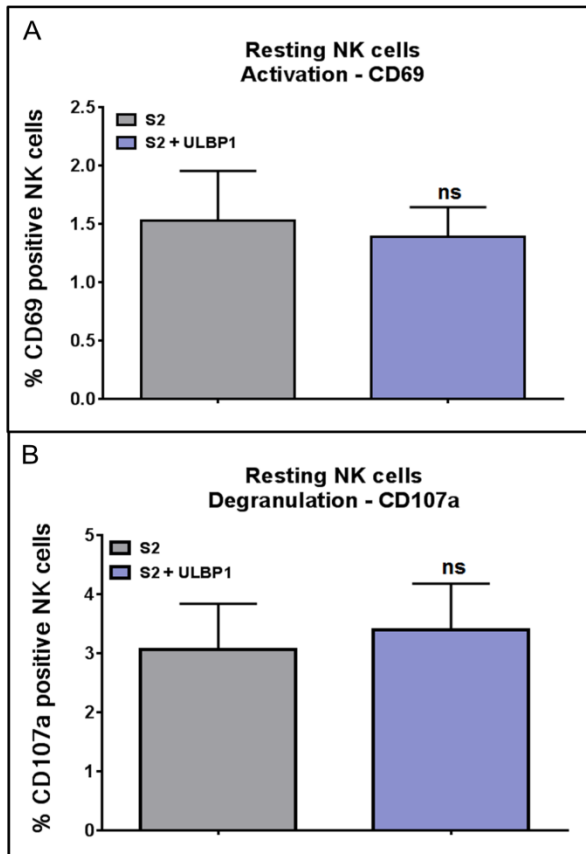 A
Resting NK cells
Activation - CD69
% CD69 positive NK cells
2.5
2.0
1.5
1.0
0.5
0.0
S2
S2 + ULBP1
ns
B
Resting NK cells
Degranulation - CD107a
% CD107a positive NK cells
5
4
3
2
1
0
S2
S2 + ULBP1
ns